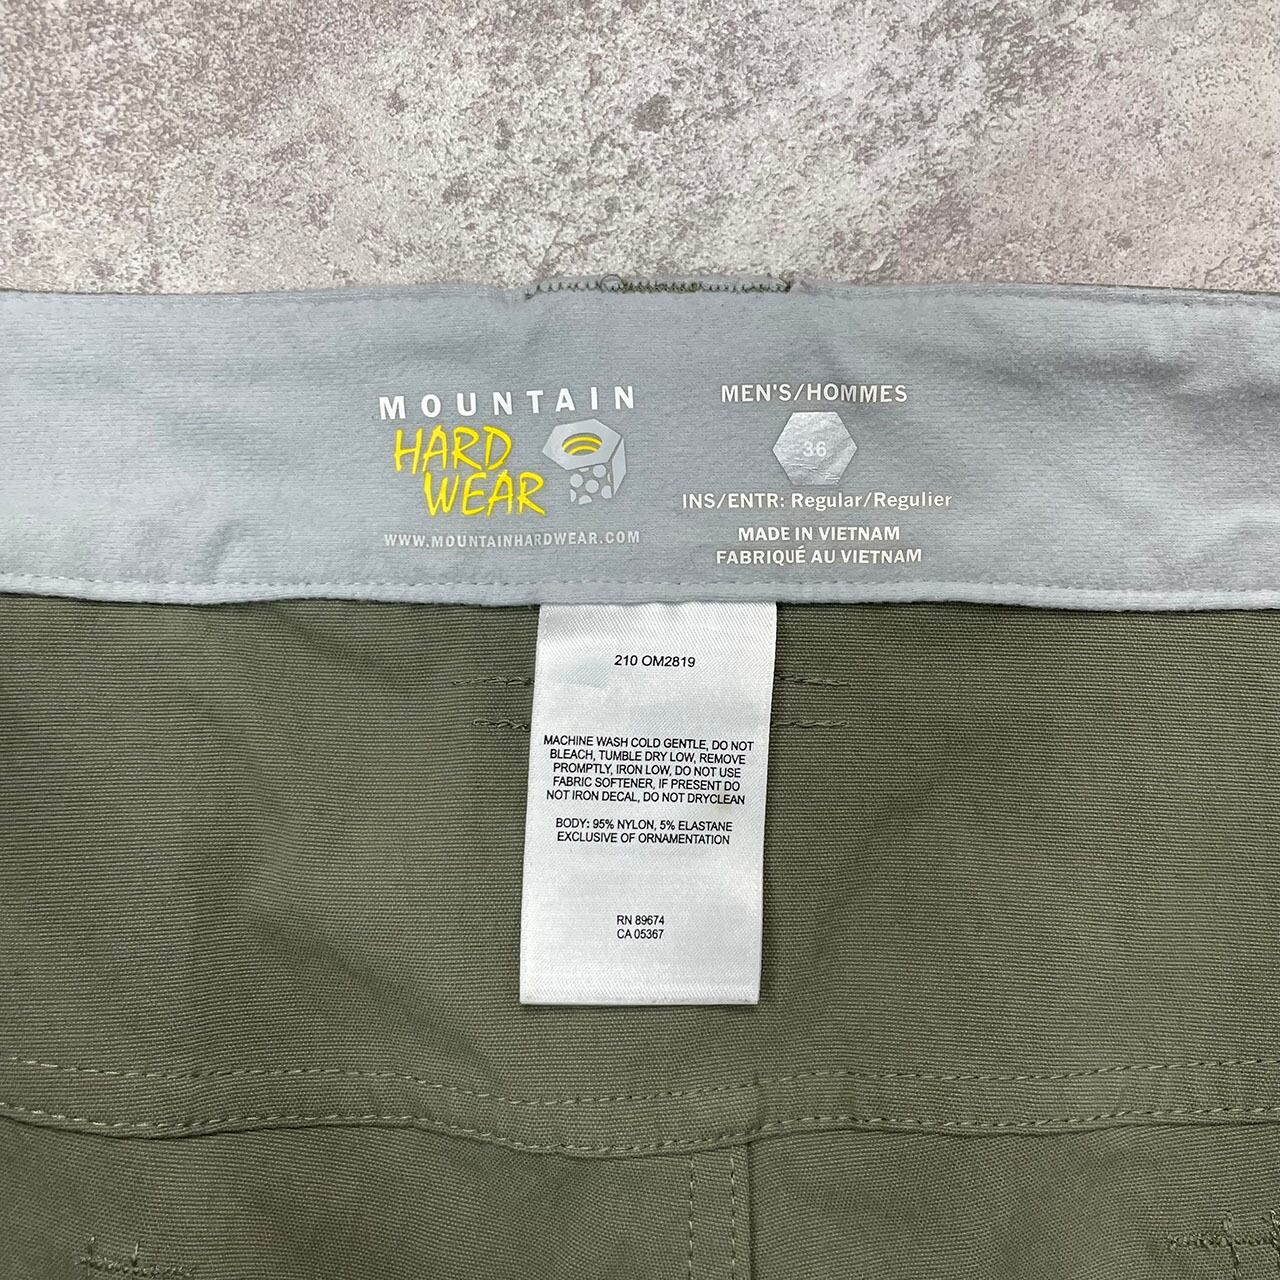 MOUNTAIN
HARD
WEAR
WWW.MOUNTAINHARDWEAR.COM
MEN'S/HOMMES
36
INS/ENTR: Regular/Regulier
MADE IN VIETNAM
FABRIQUÉ AU VIETNAM
210 OM2819
MACHINE WASH COLD GENTLE, DO NOT
BLEACH, TUMBLE DRY LOW, REMOVE
PROMPTLY, IRON LOW, DO NOT USE
FABRIC SOFTENER, IF PRESENT DO
NOT IRON DECAL, DO NOT DRYCLEAN
BODY: 95% NYLON, 5% ELASTANE
EXCLUSIVE OF ORNAMENTATION
RN 89674
CA 05367